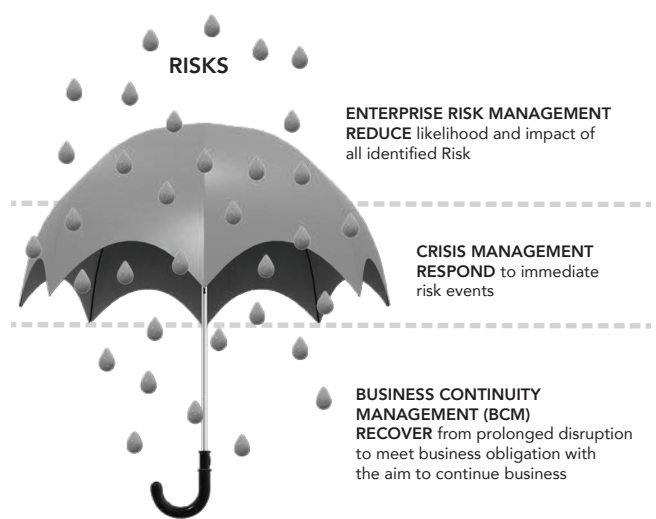 RISKS
ENTERPRISE RISK MANAGEMENT
REDUCE likelihood and impact of
all identified Risk
CRISIS MANAGEMENT
RESPOND to immediate
risk events
BUSINESS CONTINUITY
MANAGEMENT (BCM)
RECOVER from prolonged disruption
to meet business obligation with
the aim to continue business